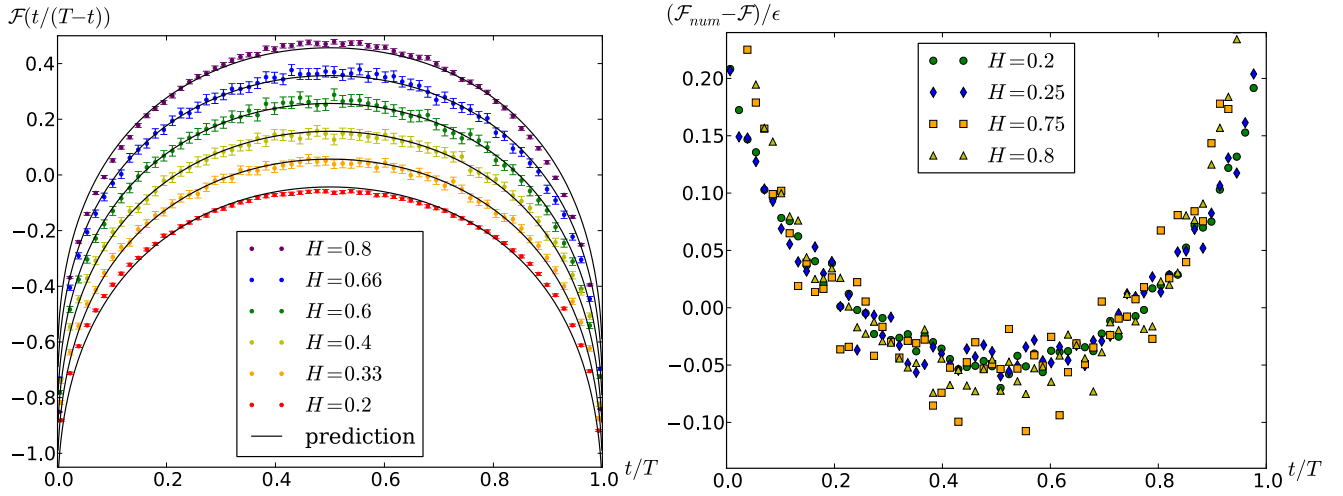 F(t/(T−t))
0.4
0.2
0.0
−0.2
−0.4
−0.6
−0.8
−1.0
H=0.8
H=0.66
H=0.6
H=0.4
H=0.33
H=0.2
prediction
0.0 0.2 0.4 0.6 0.8 1.0
t/T
(F_num−F)/ϵ
0.20
0.15
0.10
0.05
0.00
−0.05
−0.10
H=0.2
H=0.25
H=0.75
H=0.8
0.0 0.2 0.4 0.6 0.8 1.0
t/T